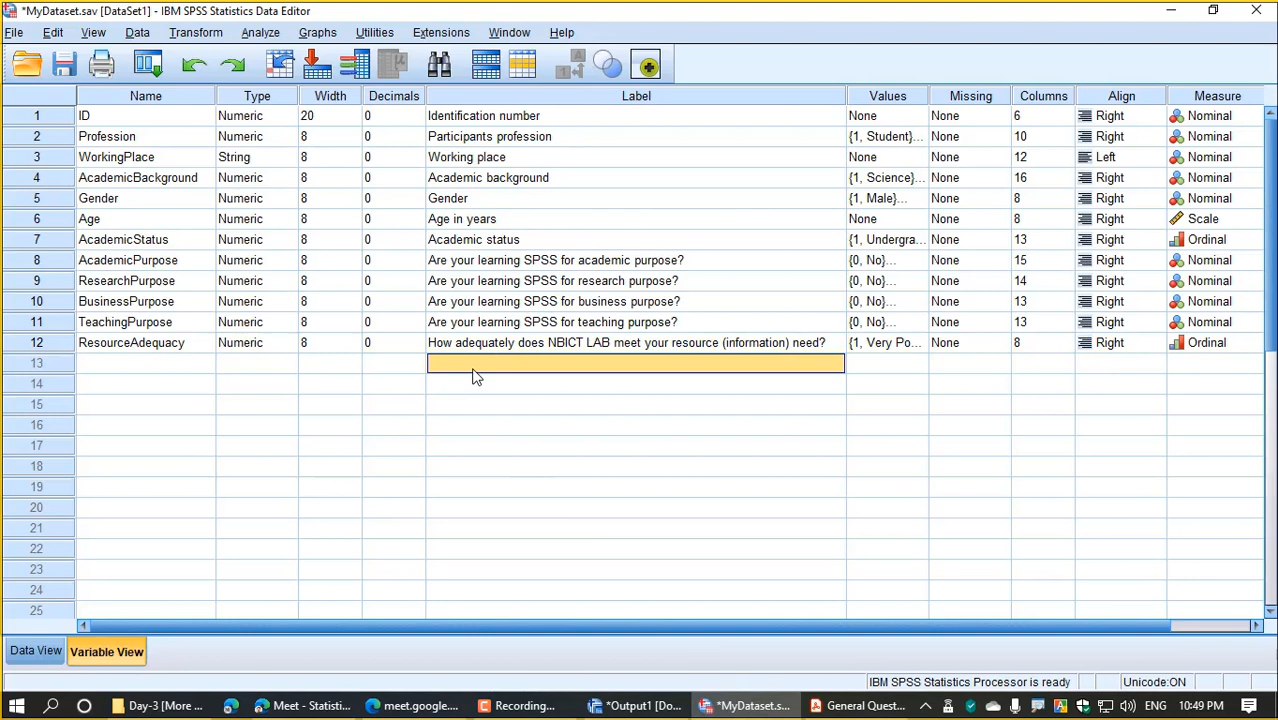 *MyDataset.sav [DataSet1] - IBM SPSS Statistics Data Editor
File Edit View Data Transform Analyze Graphs Utilities Extensions Window Help
Name Type Width Decimals Label Values Missing Columns Align Measure
1 ID Numeric 20 0 Identification number None None 6 Right Nominal
2 Profession Numeric 8 0 Participants profession {1, Student}... None 10 Right Nominal
3 WorkingPlace String 8 0 Working place None None 12 Left Nominal
4 AcademicBackground Numeric 8 0 Academic background {1, Science}... None 16 Right Nominal
5 Gender Numeric 8 0 Gender {1, Male}... None 8 Right Nominal
6 Age Numeric 8 0 Age in years None None 8 Right Scale
7 AcademicStatus Numeric 8 0 Academic status {1, Undergra... None 13 Right Ordinal
8 AcademicPurpose Numeric 8 0 Are your learning SPSS for academic purpose? {0, No}... None 15 Right Nominal
9 ResearchPurpose Numeric 8 0 Are your learning SPSS for research purpose? {0, No}... None 14 Right Nominal
10 BusinessPurpose Numeric 8 0 Are your learning SPSS for business purpose? {0, No}... None 13 Right Nominal
11 TeachingPurpose Numeric 8 0 Are your learning SPSS for teaching purpose? {0, No}... None 13 Right Nominal
12 ResourceAdequacy Numeric 8 0 How adequately does NBICT LAB meet your resource (information) need? {1, Very Po... None 8 Right Ordinal
13
14
15
16
17
18
19
20
21
22
23
24
25
Data View Variable View
IBM SPSS Statistics Processor is ready Unicode:ON
Day-3 [More ... Meet - Statisti... meet.google.... Recording... *Output1 [Do... *MyDataset.s... General Quest... 10:49 PM